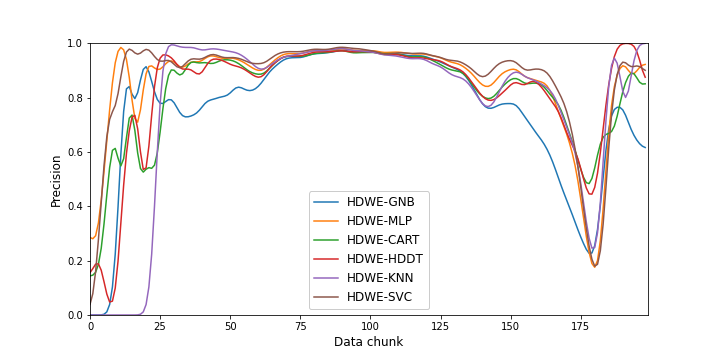 1.0
0.8
0.6
0.4
0.2
0.0
Precision
0
25
50
75
100
125
150
175
Data chunk
HDWE-GNB
HDWE-MLP
HDWE-CART
HDWE-HDDT
HDWE-KNN
HDWE-SVC